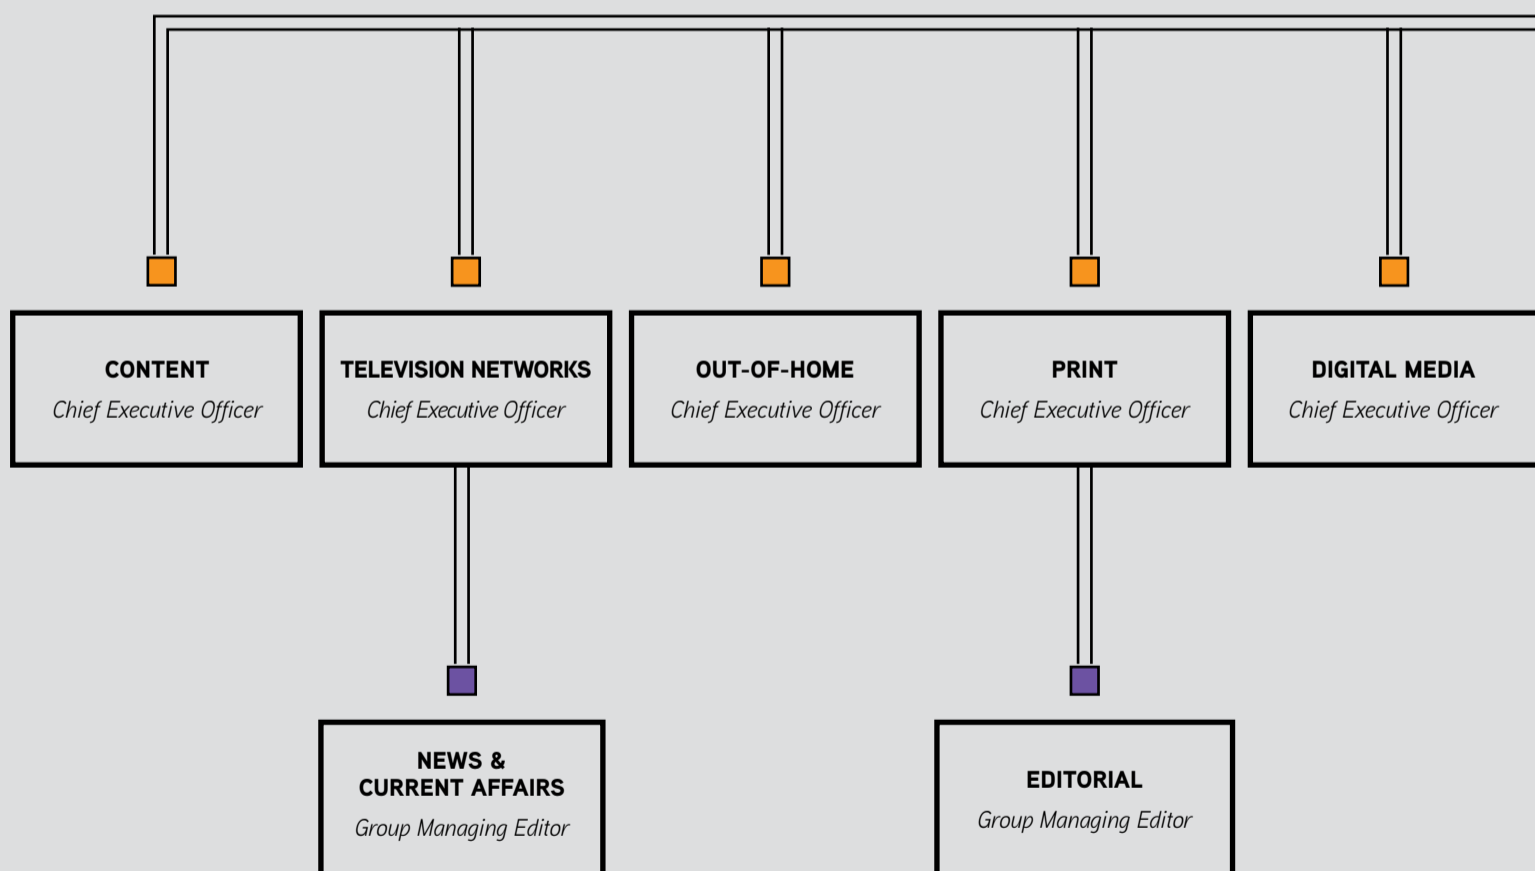 CONTENT
Chief Executive Officer
TELEVISION NETWORKS
Chief Executive Officer
OUT-OF-HOME
Chief Executive Officer
PRINT
Chief Executive Officer
DIGITAL MEDIA
Chief Executive Officer
NEWS &
CURRENT AFFAIRS
Group Managing Editor
EDITORIAL
Group Managing Editor